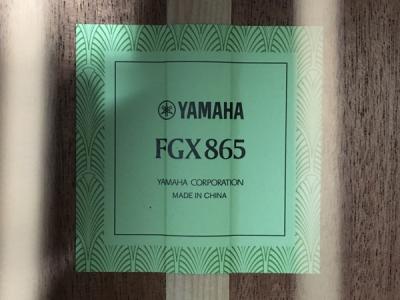 YAMAHA
FGX865
YAMAHA CORPORATION
MADE IN CHINA